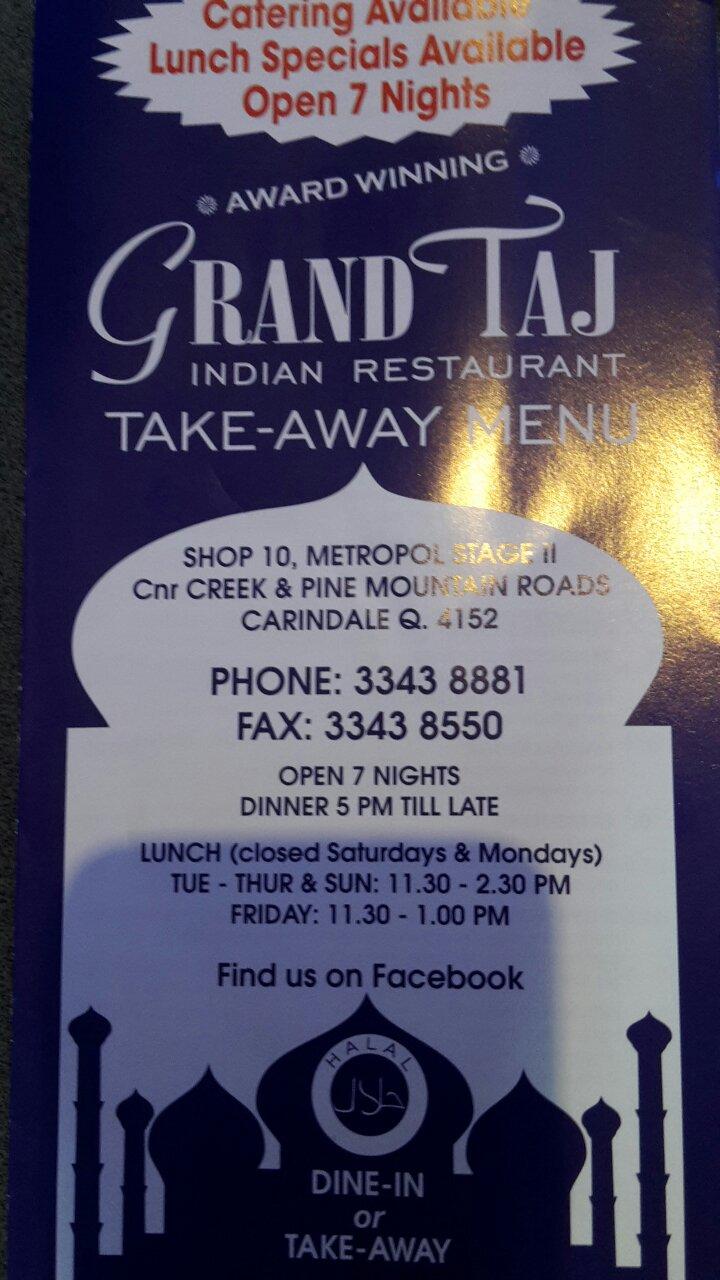 Catering Available
Lunch Specials Available
Open 7 Nights
AWARD WINNING
GRAND TAJ
INDIAN RESTAURANT
TAKE-AWAY MENU
SHOP 10, METROPOL STAGE II
Cnr CREEK & PINE MOUNTAIN ROADS
CARINDALE Q. 4152
PHONE: 3343 8881
FAX: 3343 8550
OPEN 7 NIGHTS
DINNER 5 PM TILL LATE
LUNCH (closed Saturdays & Mondays)
TUE - THUR & SUN: 11.30 - 2.30 PM
FRIDAY: 11.30 - 1.00 PM
Find us on Facebook
HALAL
حلال
DINE-IN
or
TAKE-AWAY